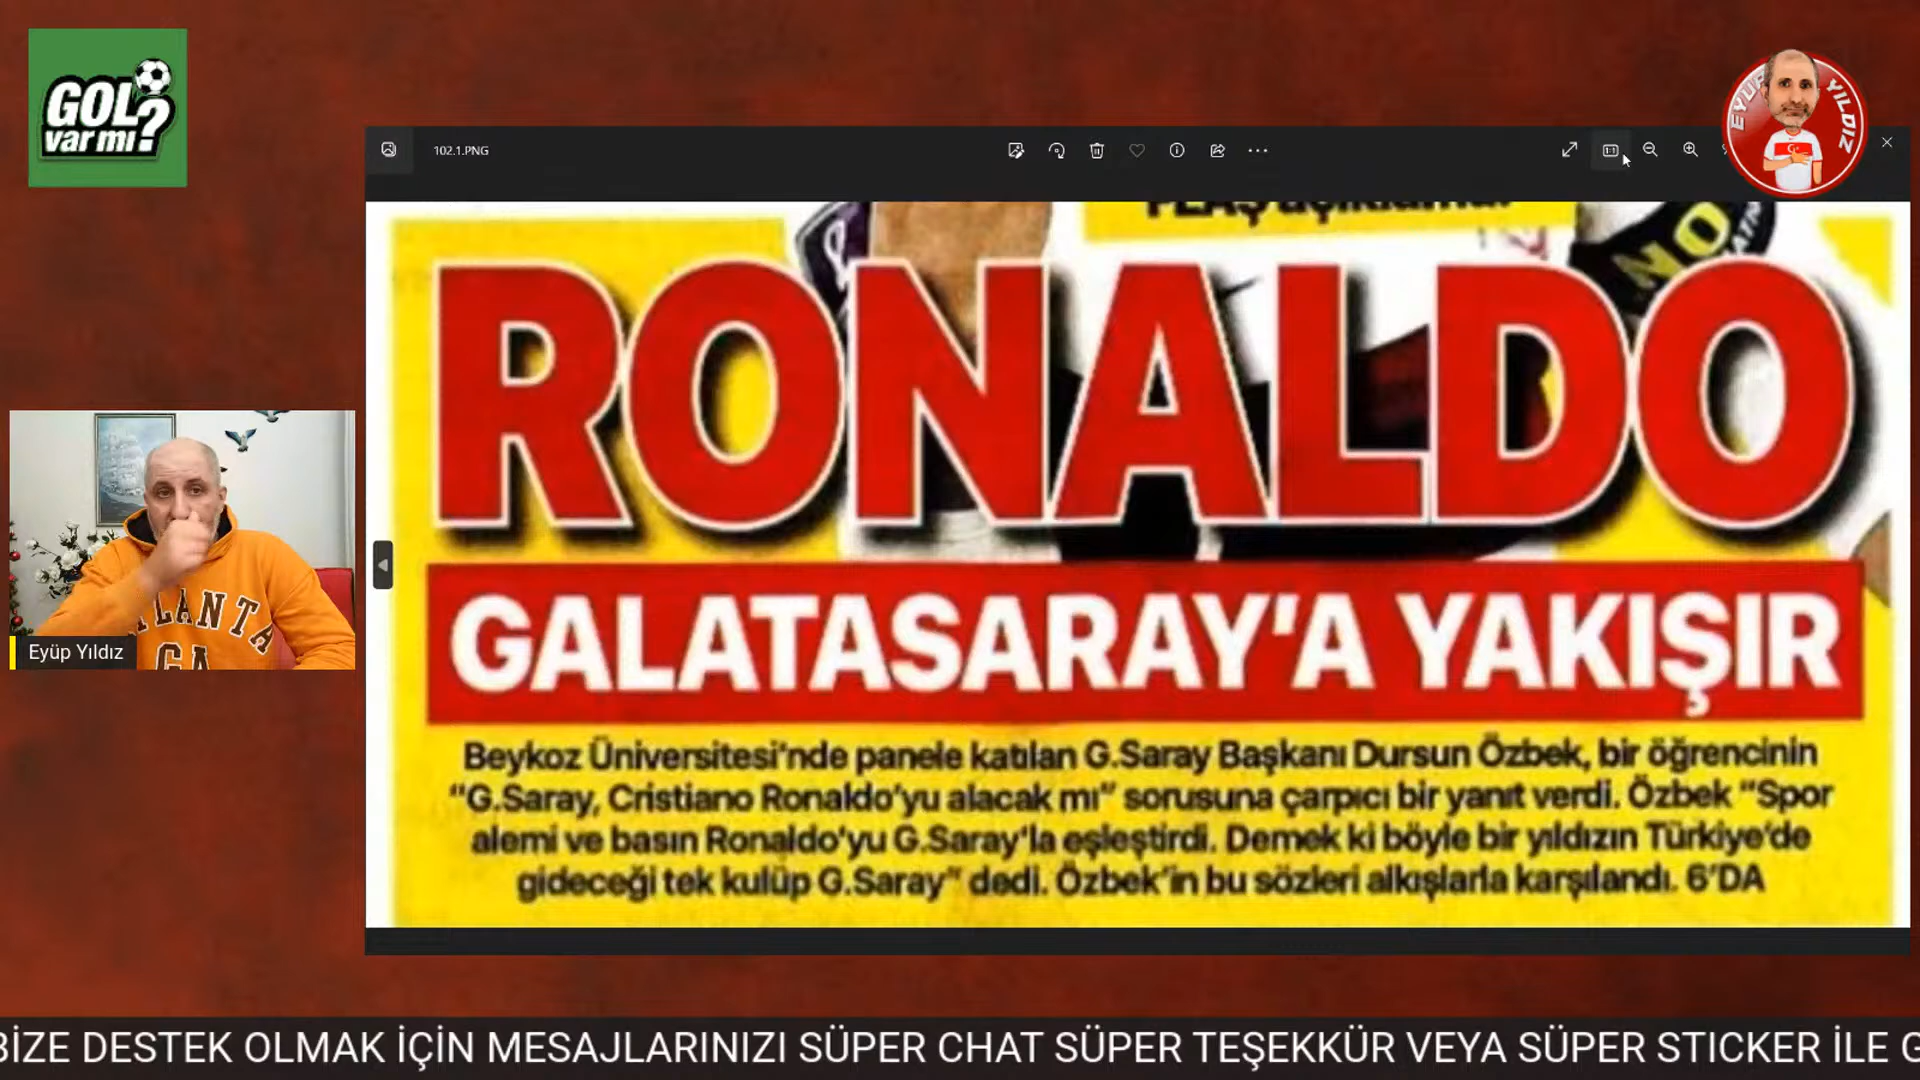 GOL
var mı?
EYÜP YILDIZ
102.1.PNG
açıklama!
NO
RONALDO
GALATASARAY'A YAKIŞIR
Beykoz Üniversitesi'nde panele katılan G.Saray Başkanı Dursun Özbek, bir öğrencinin
"G.Saray, Cristiano Ronaldo'yu alacak mı" sorusuna çarpıcı bir yanıt verdi. Özbek "Spor
alemi ve basın Ronaldo'yu G.Saray'la eşleştirdi. Demek ki böyle bir yıldızın Türkiye'de
gideceği tek kulüp G.Saray" dedi. Özbek'in bu sözleri alkışlarla karşılandı. 6'DA
GA
Eyüp Yıldız
BİZE DESTEK OLMAK İÇİN MESAJLARINIZI SÜPER CHAT SÜPER TEŞEKKÜR VEYA SÜPER STICKER İLE